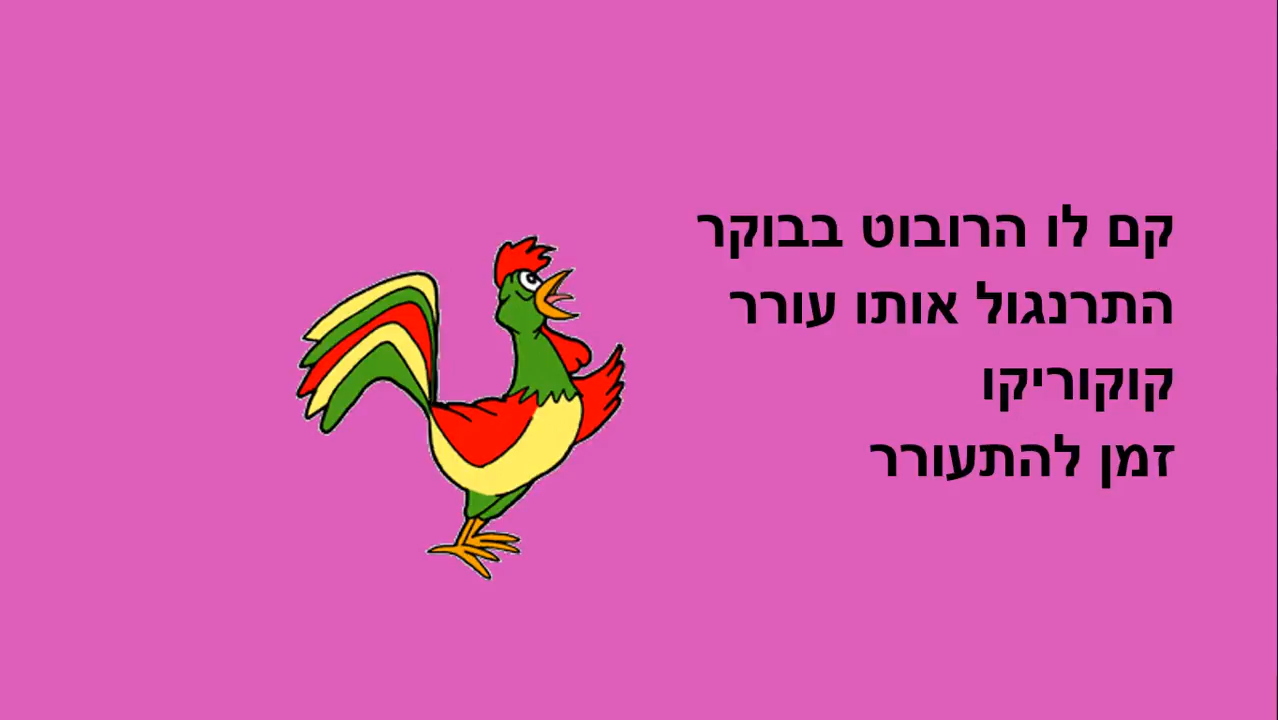 קם לו הרובוט בבוקר
התרנגול אותו עורר
קוקוריקו
זמן להתעורר